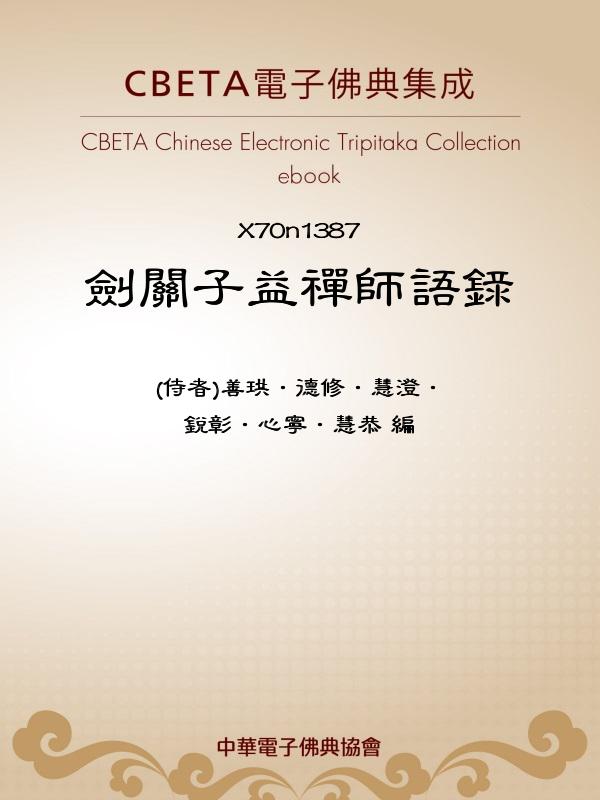 CBETA電子佛典集成
CBETA Chinese Electronic Tripitaka Collection
ebook
X70n1387
劍關子益禪師語錄
(侍者)善珙．德修．慧澄．
銳彰．心寧．慧恭 編
中華電子佛典協會